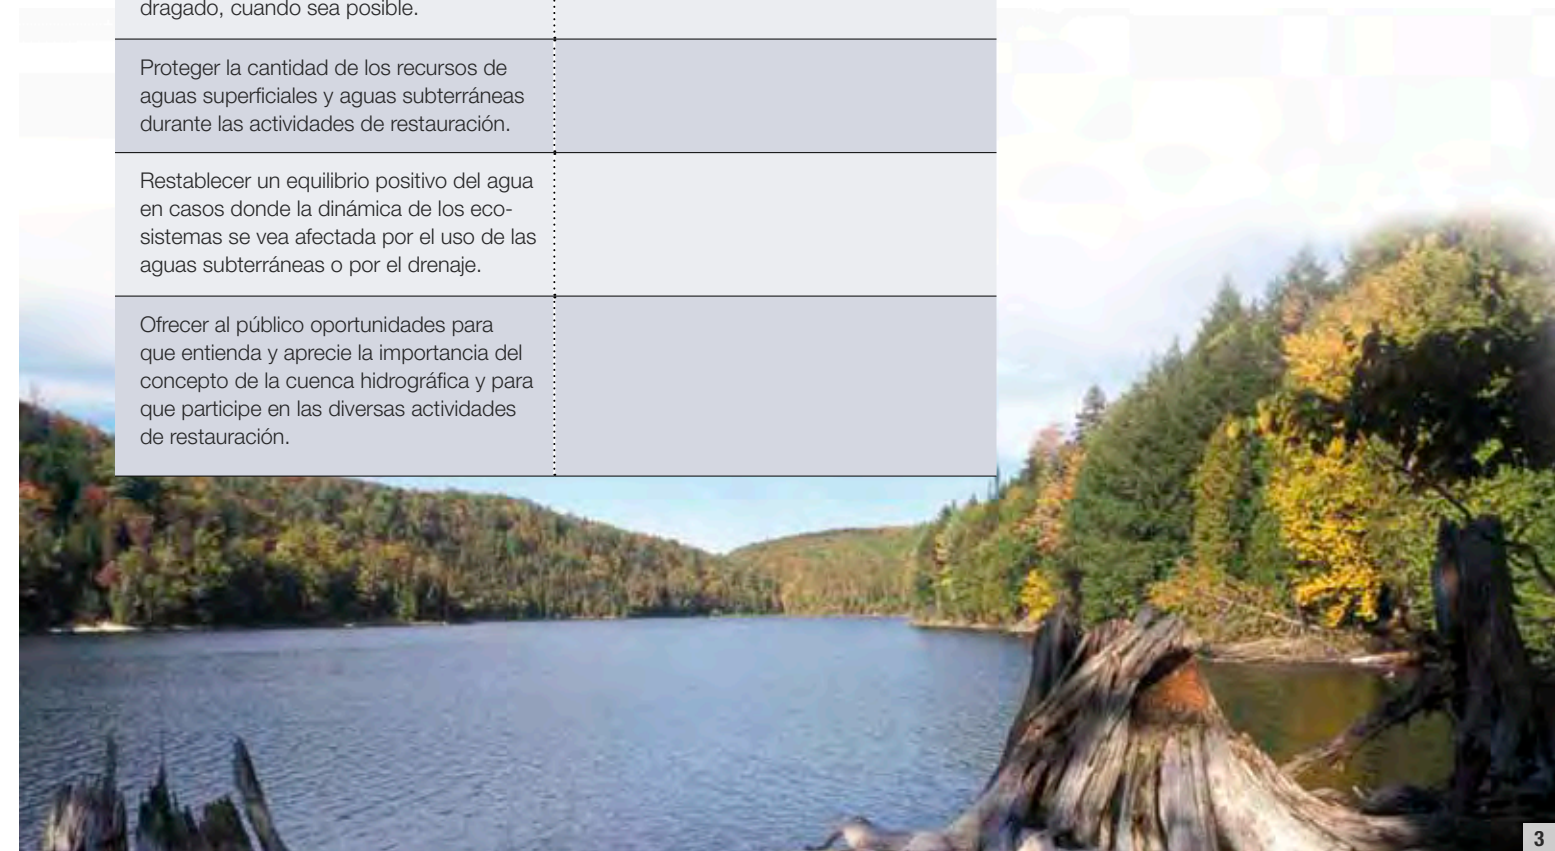 dragado, cuando sea posible.
Proteger la cantidad de los recursos de
aguas superficiales y aguas subterráneas
durante las actividades de restauración.
Restablecer un equilibrio positivo del agua
en casos donde la dinámica de los eco-
sistemas se vea afectada por el uso de las
aguas subterráneas o por el drenaje.
Ofrecer al público oportunidades para
que entienda y aprecie la importancia del
concepto de la cuenca hidrográfica y para
que participe en las diversas actividades
de restauración.
3